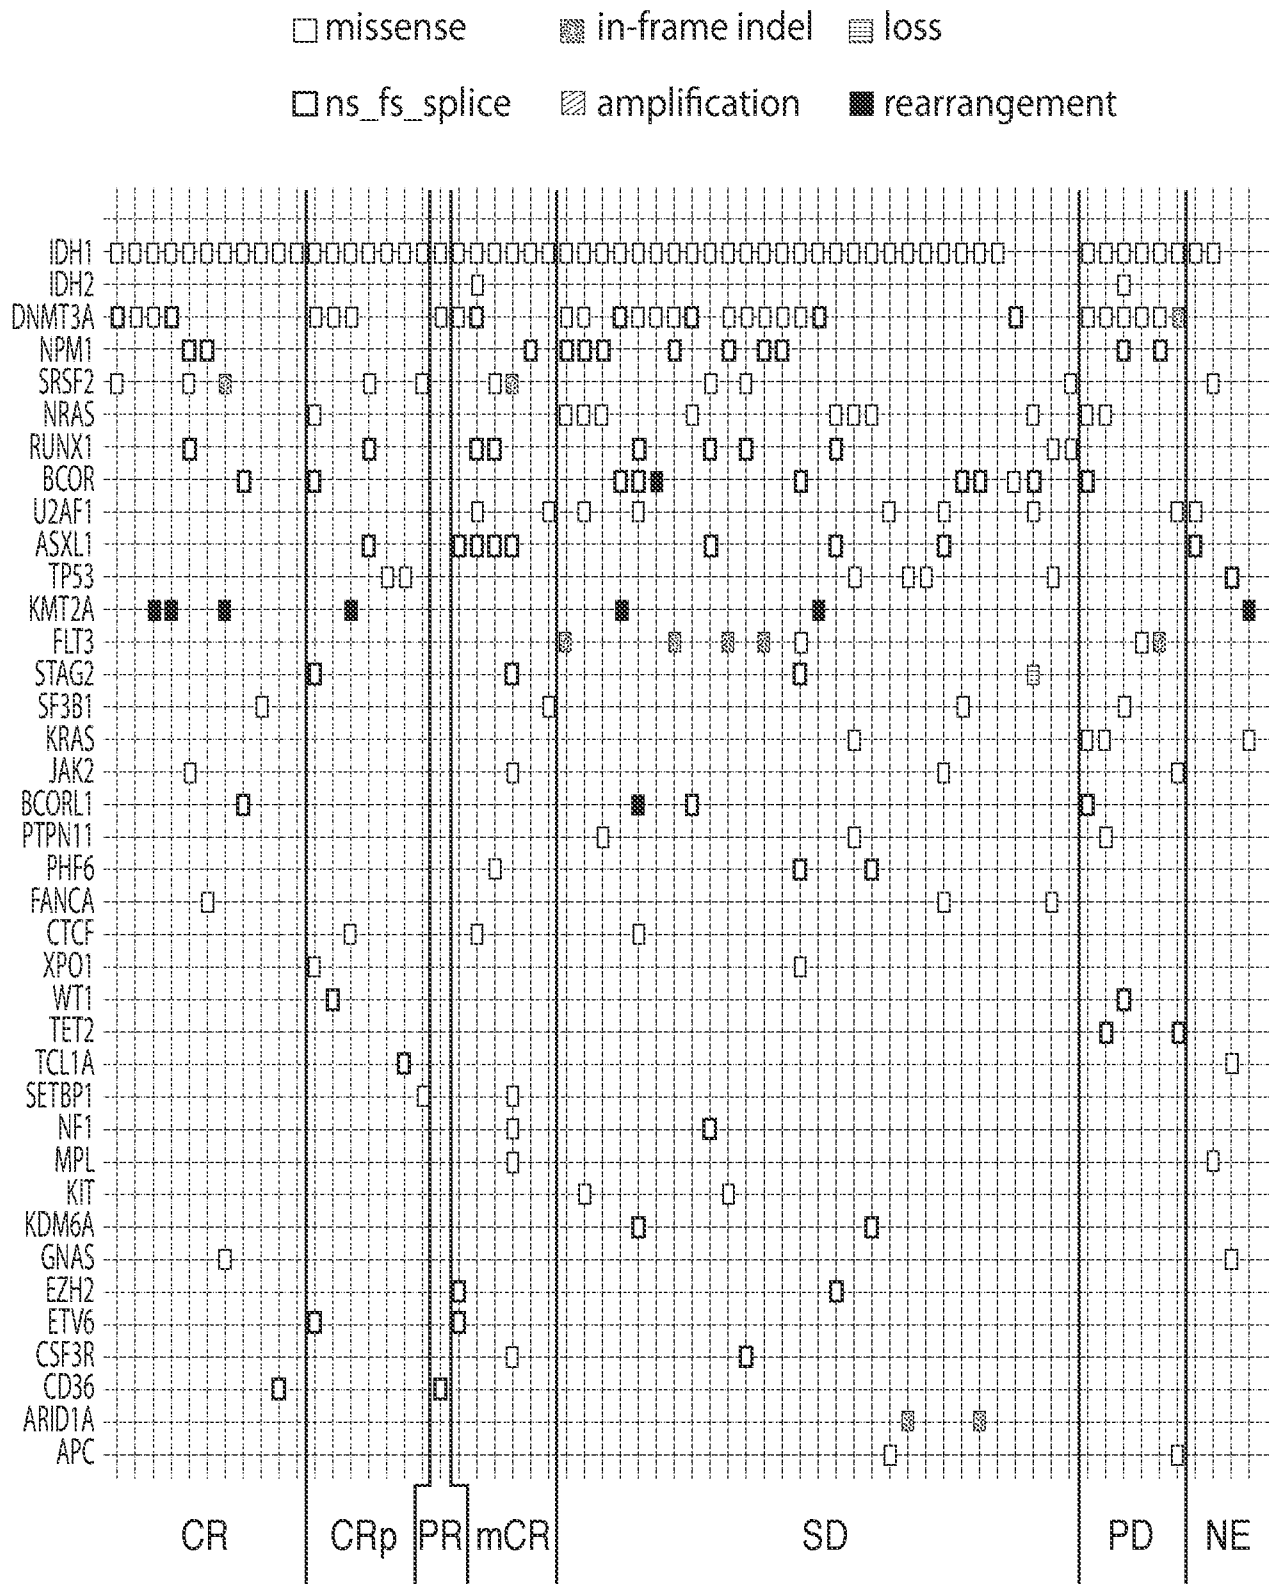 missense in-frame indel loss
ns_fs_splice amplification rearrangement
IDH1
IDH2
DNMT3A
NPM1
SRSF2
NRAS
RUNX1
BCOR
U2AF1
ASXL1
TP53
KMT2A
FLT3
STAG2
SF3B1
KRAS
JAK2
BCORL1
PTPN11
PHF6
FANCA
CTCF
XPO1
WT1
TET2
TCL1A
SETBP1
NF1
MPL
KIT
KDM6A
GNAS
EZH2
ETV6
CSF3R
CD36
ARID1A
APC
CR CRp PR mCR SD PD NE